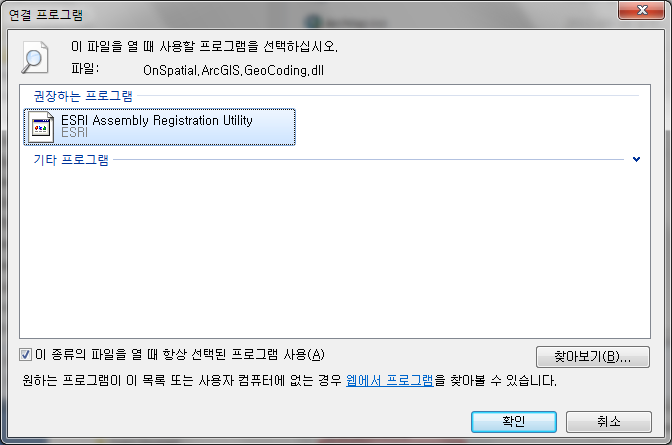 연결 프로그램
이 파일을 열 때 사용할 프로그램을 선택하십시오.
파일: OnSpatial.ArcGIS.GeoCoding.dll
권장하는 프로그램
ESRI Assembly Registration Utility
ESRI
기타 프로그램
이 종류의 파일을 열 때 항상 선택된 프로그램 사용(A)
찾아보기(B)...
원하는 프로그램이 이 목록 또는 사용자 컴퓨터에 없는 경우 웹에서 프로그램을 찾아볼 수 있습니다.
확인
취소